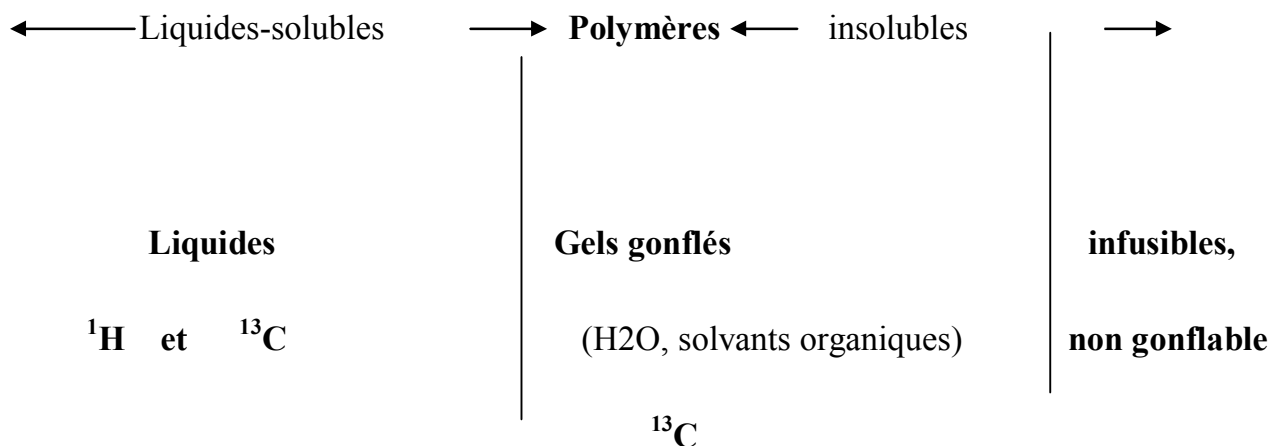 Liquides-solubles Polymères insolubles
Liquides Gels gonflés infusibles,
¹H et ¹³C (H2O, solvants organiques) non gonflable
¹³C